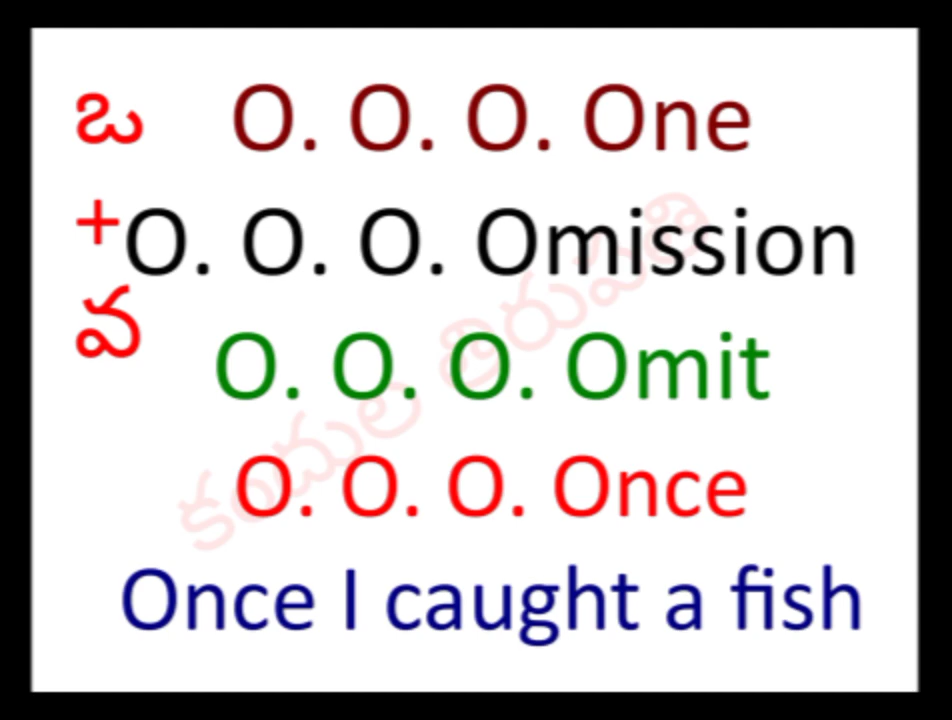 ఒ O. O. O. One
+ O. O. O. Omission
వ O. O. O. Omit
O. O. O. Once
Once I caught a fish